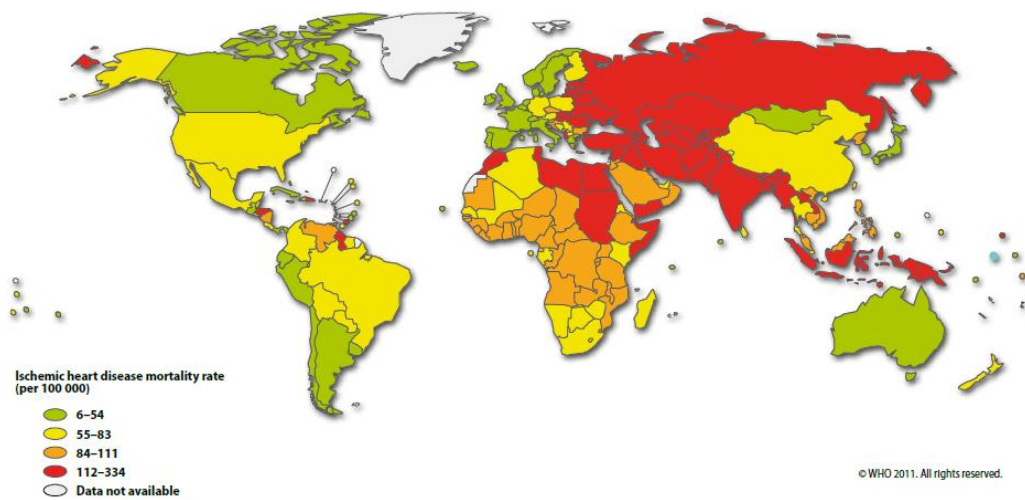 Ischemic heart disease mortality rate
(per 100 000)
6–54
55–83
84–111
112–334
Data not available
© WHO 2011. All rights reserved.